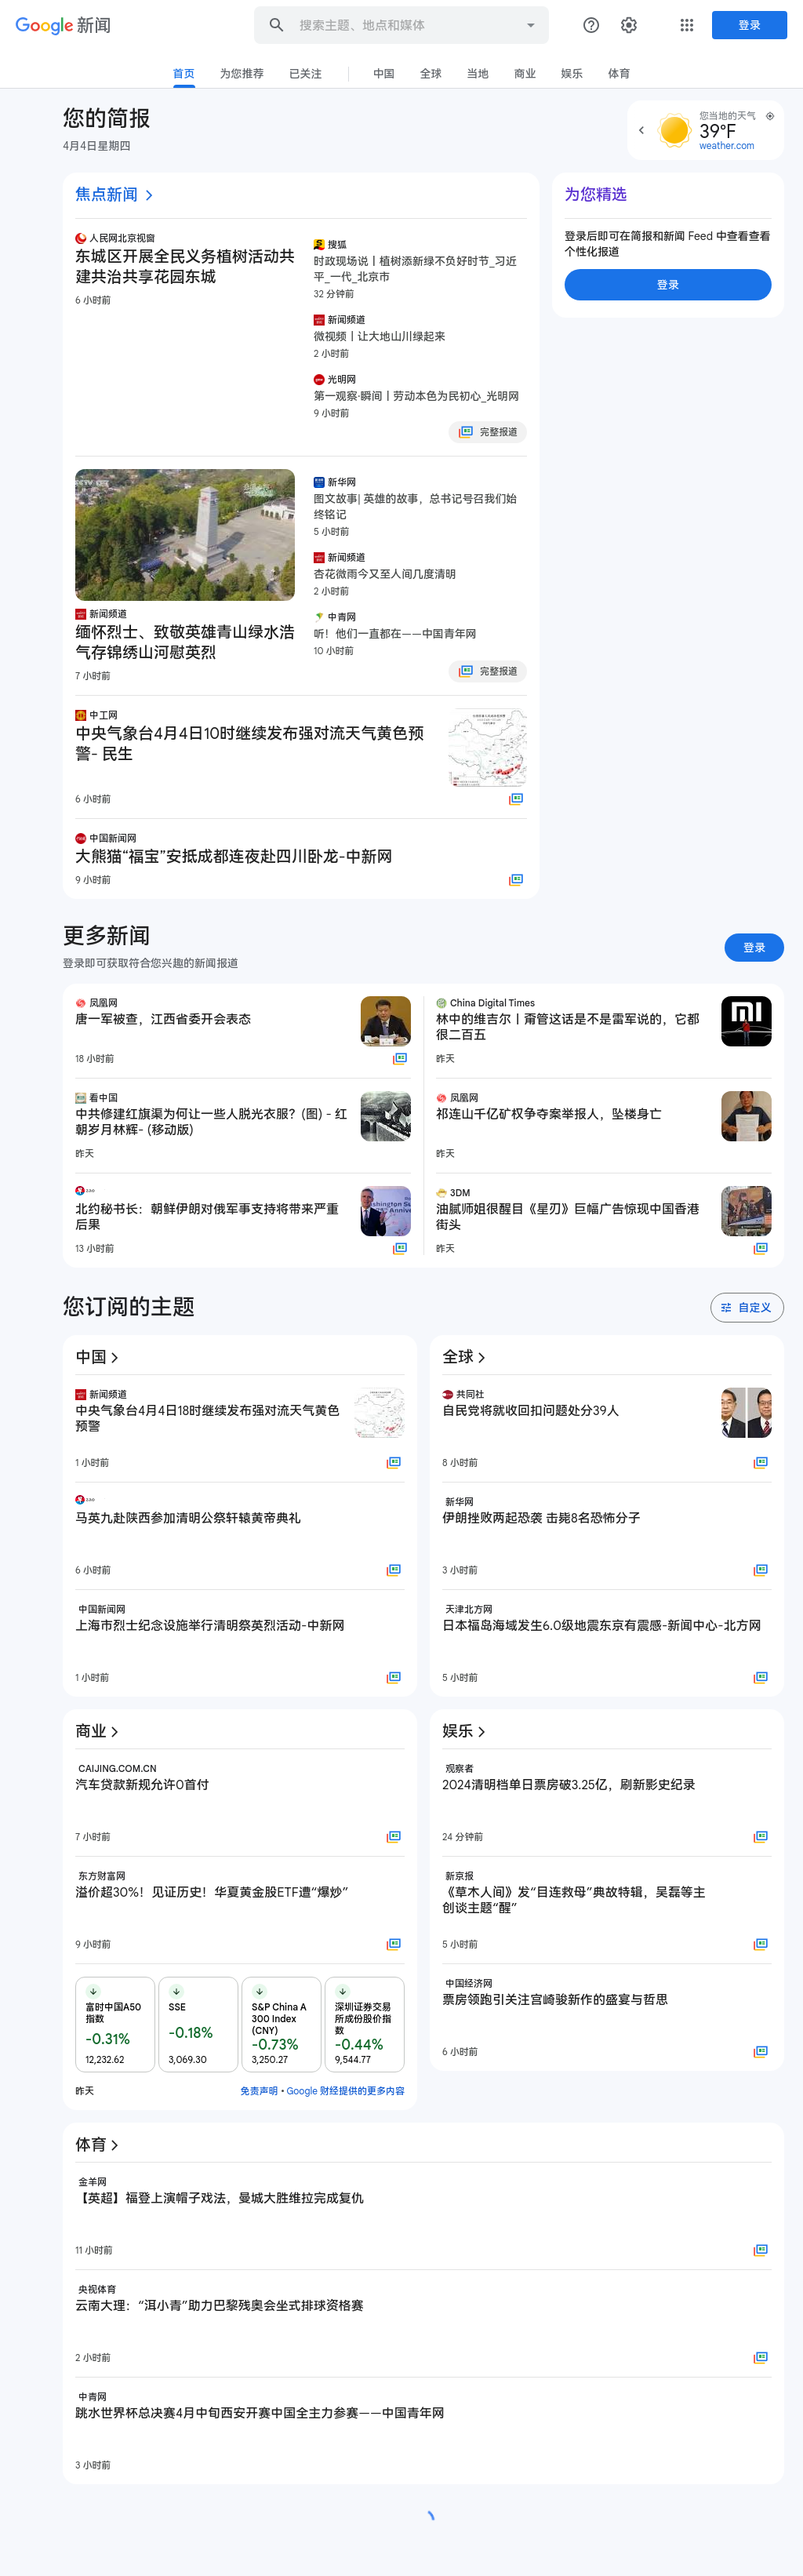 Google 新闻
搜索主题、地点和媒体
登录
首页
为您推荐
已关注
中国
全球
当地
商业
娱乐
体育
您的简报
4月4日星期四
您当地的天气
39°F
weather.com
焦点新闻
人民网北京视窗
东城区开展全民义务植树活动共
建共治共享花园东城
6 小时前
搜狐
时政现场说丨植树添新绿不负好时节_习近
平_一代_北京市
32 分钟前
新闻频道
微视频丨让大地山川绿起来
2 小时前
光明网
第一观察·瞬间丨劳动本色为民初心_光明网
9 小时前
完整报道
为您精选
登录后即可在简报和新闻 Feed 中查看查看
个性化报道
登录
新闻频道
缅怀烈士、致敬英雄青山绿水浩
气存锦绣山河慰英烈
7 小时前
新华网
图文故事| 英雄的故事，总书记号召我们始
终铭记
5 小时前
新闻频道
杏花微雨今又至人间几度清明
2 小时前
中青网
听！他们一直都在——中国青年网
10 小时前
完整报道
中工网
中央气象台4月4日10时继续发布强对流天气黄色预
警- 民生
6 小时前
中国新闻网
大熊猫“福宝”安抵成都连夜赴四川卧龙-中新网
9 小时前
更多新闻
登录即可获取符合您兴趣的新闻报道
登录
凤凰网
唐一军被查，江西省委开会表态
18 小时前
China Digital Times
林中的维吉尔丨甭管这话是不是雷军说的，它都
很二百五
昨天
看中国
中共修建红旗渠为何让一些人脱光衣服？(图) - 红
朝岁月林辉- (移动版)
昨天
凤凰网
祁连山千亿矿权争夺案举报人，坠楼身亡
昨天
北约秘书长：朝鲜伊朗对俄军事支持将带来严重
后果
13 小时前
3DM
油腻师姐很醒目《星刃》巨幅广告惊现中国香港
街头
昨天
您订阅的主题
自定义
中国
新闻频道
中央气象台4月4日18时继续发布强对流天气黄色
预警
1 小时前
马英九赴陕西参加清明公祭轩辕黄帝典礼
6 小时前
中国新闻网
上海市烈士纪念设施举行清明祭英烈活动-中新网
1 小时前
全球
共同社
自民党将就收回扣问题处分39人
8 小时前
新华网
伊朗挫败两起恐袭 击毙8名恐怖分子
3 小时前
天津北方网
日本福岛海域发生6.0级地震东京有震感-新闻中心-北方网
5 小时前
商业
CAIJING.COM.CN
汽车贷款新规允许0首付
7 小时前
东方财富网
溢价超30%！见证历史！华夏黄金股ETF遭“爆炒”
9 小时前
富时中国A50
指数
-0.31%
12,232.62
SSE
-0.18%
3,069.30
S&P China A
300 Index
(CNY)
-0.73%
3,250.27
深圳证券交易
所成份股价指
数
-0.44%
9,544.77
昨天
免责声明 • Google 财经提供的更多内容
娱乐
观察者
2024清明档单日票房破3.25亿，刷新影史纪录
24 分钟前
新京报
《草木人间》发“目连救母”典故特辑，吴磊等主
创谈主题“醒”
5 小时前
中国经济网
票房领跑引关注宫崎骏新作的盛宴与哲思
6 小时前
体育
金羊网
【英超】福登上演帽子戏法，曼城大胜维拉完成复仇
11 小时前
央视体育
云南大理：“洱小青”助力巴黎残奥会坐式排球资格赛
2 小时前
中青网
跳水世界杯总决赛4月中旬西安开赛中国全主力参赛——中国青年网
3 小时前